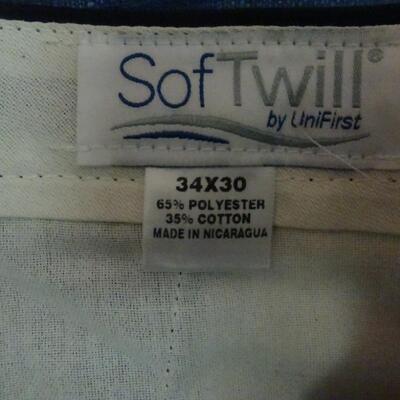 SofTwill®
by UniFirst
34X30
65% POLYESTER
35% COTTON
MADE IN NICARAGUA